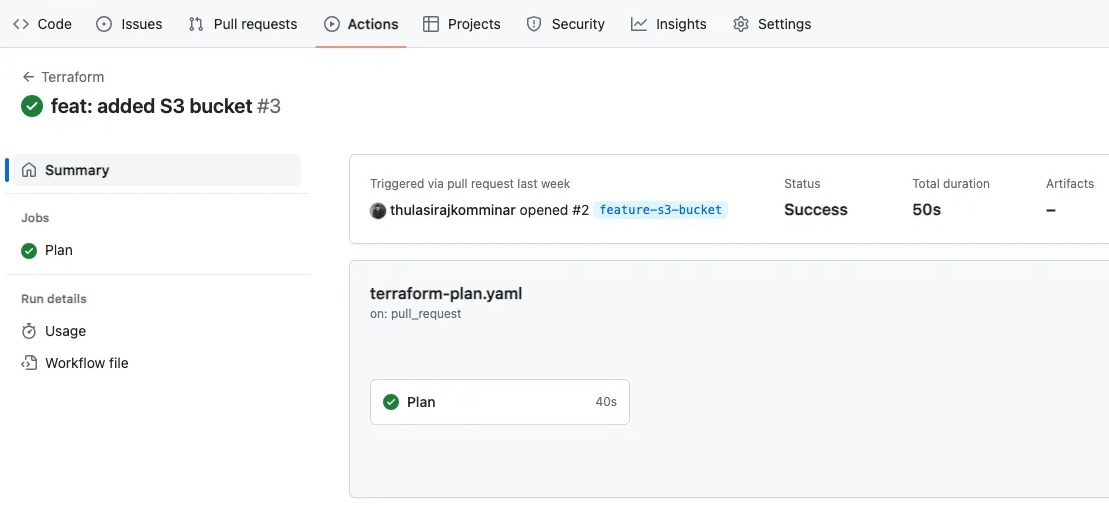 Code Issues Pull requests Actions Projects Security Insights Settings
Terraform
feat: added S3 bucket #3
Summary
Jobs
Plan
Run details
Usage
Workflow file
Triggered via pull request last week
thulasirajkomminar opened #2 feature-s3-bucket
Status
Success
Total duration
50s
Artifacts
–
terraform-plan.yaml
on: pull_request
Plan 40s